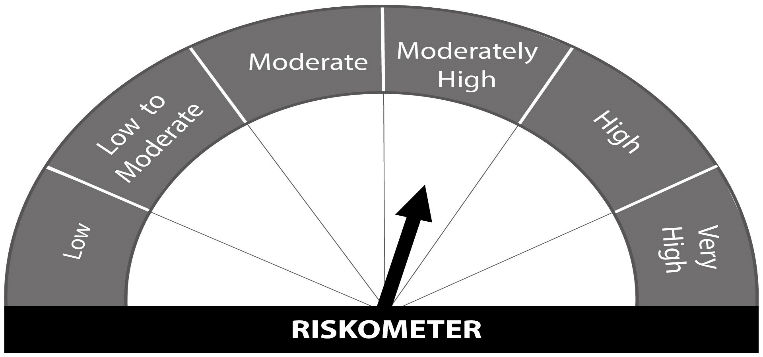 Low
Low to
Moderate
Moderate
Moderately
High
High
Very
High
RISKOMETER